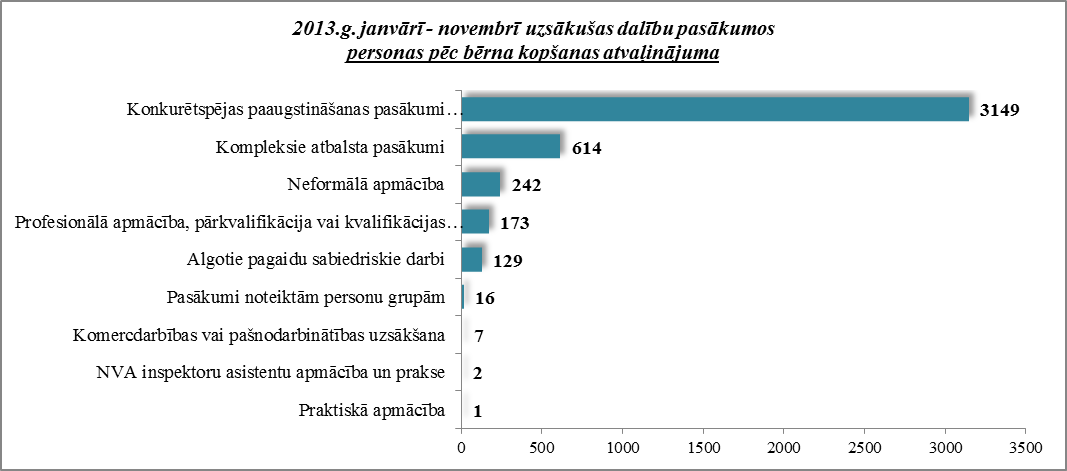 2013.g. janvārī - novembrī uzsākušas dalību pasākumos
personas pēc bērna kopšanas atvaļinājuma
Konkurētspējas paaugstināšanas pasākumi… 3149
Kompleksie atbalsta pasākumi 614
Neformālā apmācība 242
Profesionālā apmācība, pārkvalifikācija vai kvalifikācijas… 173
Algotie pagaidu sabiedriskie darbi 129
Pasākumi noteiktām personu grupām 16
Komercdarbības vai pašnodarbinātības uzsākšana 7
NVA inspektoru asistentu apmācība un prakse 2
Praktiskā apmācība 1
0 500 1000 1500 2000 2500 3000 3500